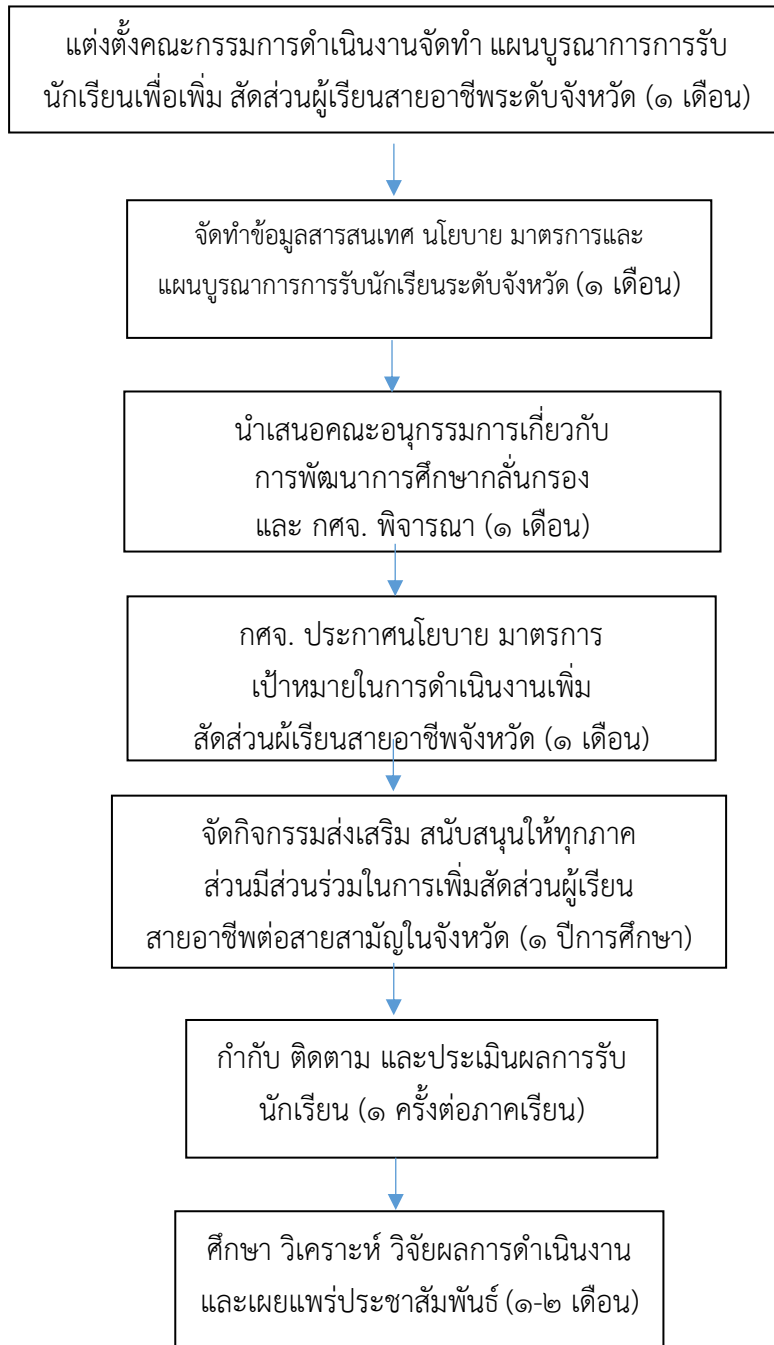 แต่งตั้งคณะกรรมการดำเนินงานจัดทำ แผนบูรณาการการรับ
นักเรียนเพื่อเพิ่ม สัดส่วนผู้เรียนสายอาชีพระดับจังหวัด (๑ เดือน)
จัดทำข้อมูลสารสนเทศ นโยบาย มาตรการและ
แผนบูรณาการการรับนักเรียนระดับจังหวัด (๑ เดือน)
นำเสนอคณะอนุกรรมการเกี่ยวกับ
การพัฒนาการศึกษากลั่นกรอง
และ กศจ. พิจารณา (๑ เดือน)
กศจ. ประกาศนโยบาย มาตรการ
เป้าหมายในการดำเนินงานเพิ่ม
สัดส่วนผู้เรียนสายอาชีพจังหวัด (๑ เดือน)
จัดกิจกรรมส่งเสริม สนับสนุนให้ทุกภาค
ส่วนมีส่วนร่วมในการเพิ่มสัดส่วนผู้เรียน
สายอาชีพต่อสายสามัญในจังหวัด (๑ ปีการศึกษา)
กำกับ ติดตาม และประเมินผลการรับ
นักเรียน (๑ ครั้งต่อภาคเรียน)
ศึกษา วิเคราะห์ วิจัยผลการดำเนินงาน
และเผยแพร่ประชาสัมพันธ์ (๑-๒ เดือน)